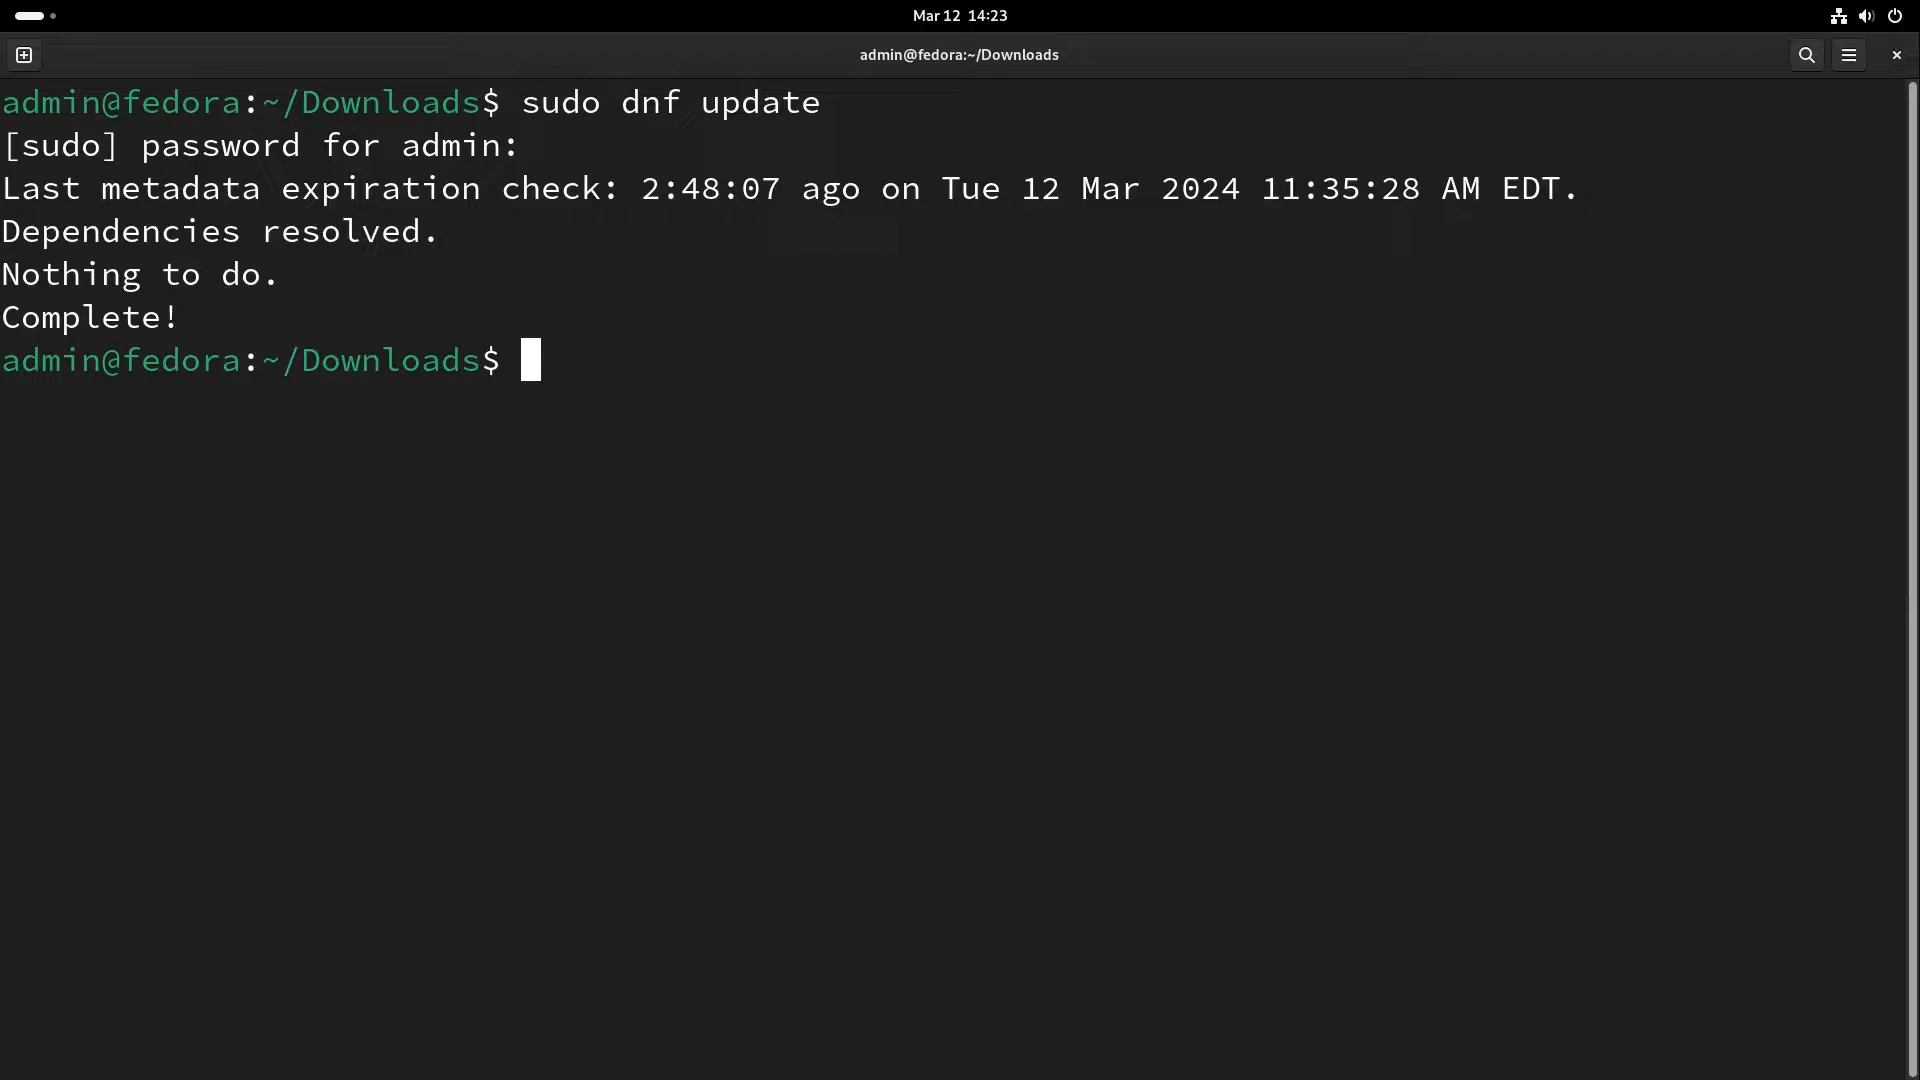 Mar 12 14:23
admin@fedora:~/Downloads
admin@fedora:~/Downloads$ sudo dnf update
[sudo] password for admin:
Last metadata expiration check: 2:48:07 ago on Tue 12 Mar 2024 11:35:28 AM EDT.
Dependencies resolved.
Nothing to do.
Complete!
admin@fedora:~/Downloads$